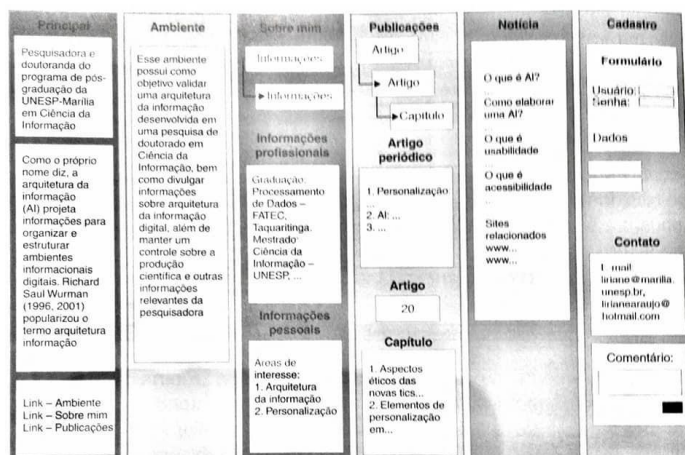 Principal
Pesquisadora e
doutoranda do
programa de pós-
graduação da
UNESP-Marília
em Ciência da
Informação
Como o próprio
nome diz, a
arquitetura da
informação
(AI) projeta
informações para
organizar e
estruturar
ambientes
informacionais
digitais. Richard
Saul Wurman
(1996, 2001)
popularizou o
termo arquitetura
informação
Link – Ambiente
Link – Sobre mim
Link – Publicações
Ambiente
Esse ambiente
possui como
objetivo validar
uma arquitetura
da informação
desenvolvida em
uma pesquisa de
doutorado em
Ciência da
Informação, bem
como divulgar
informações
sobre arquitetura
da informação
digital, além de
manter um
controle sobre a
produção
científica e outras
informações
relevantes da
pesquisadora
Sobre mim
Informações
Informações
Informações
profissionais
Graduação:
Processamento
de Dados –
FATEC,
Taquaritinga.
Mestrado:
Ciência da
Informação –
UNESP, ...
Informações
pessoais
Áreas de
interesse:
1. Arquitetura
da informação
2. Personalização
Publicações
Artigo
Artigo
Capítulo
Artigo
periódico
1. Personalização
...
2. AI: ...
3. ...
Artigo
20
Capítulo
1. Aspectos
éticos das
novas tics...
2. Elementos de
personalização
em...
Notícia
O que é AI?
...
Como elaborar
uma AI?
...
O que é
usabilidade
...
O que é
acessibilidade
...
Sites
relacionados
www...
www...
Cadastro
Formulário
Usuário:
Senha:
Dados
Contato
E-mail:
liriano@marilia.
unesp.br,
lirianearaujo@
hotmail.com
Comentário: